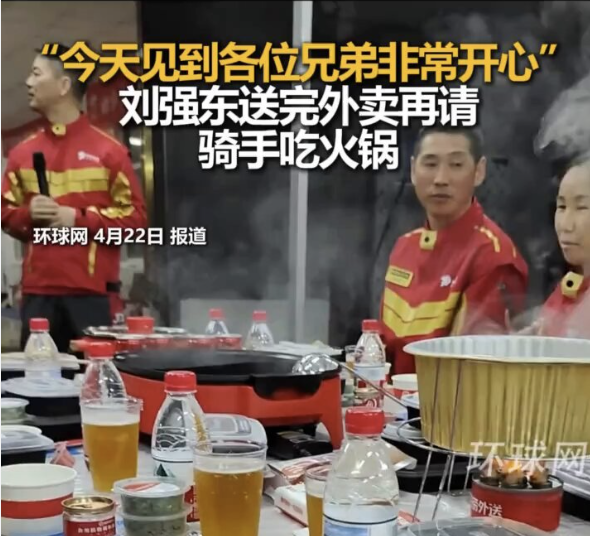 “今天见到各位兄弟非常开心”
刘强东送完外卖再请
骑手吃火锅
环球网 4月22日 报道
环球网
外送